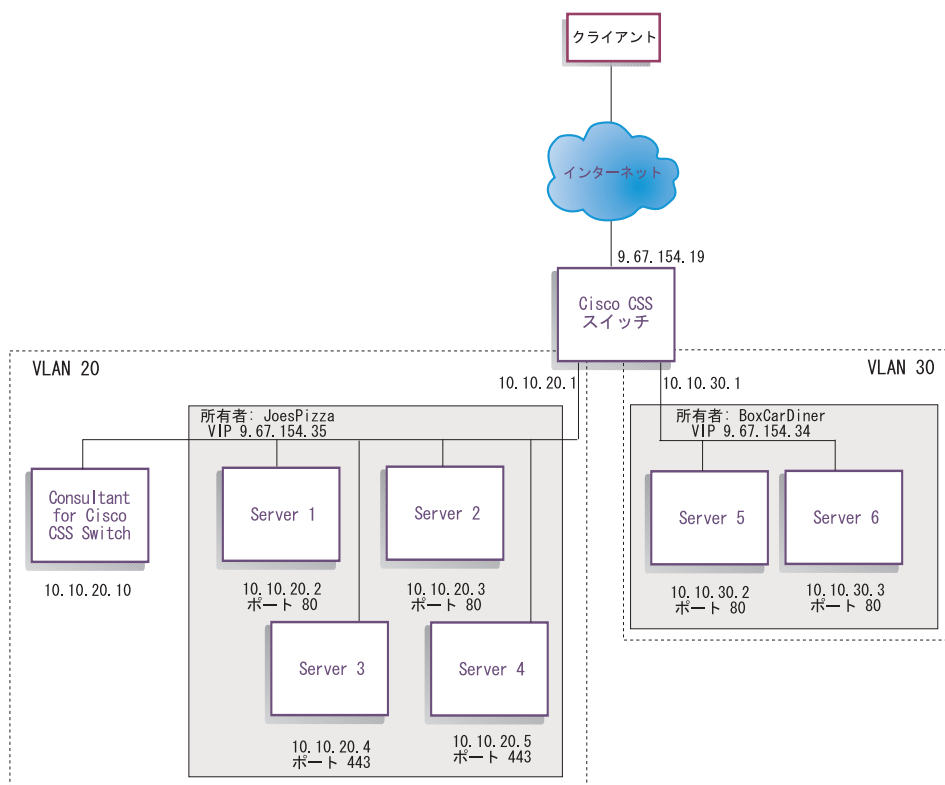 クライアント
インターネット
9.67.154.19
Cisco CSS
スイッチ
VLAN 20
VLAN 30
10.10.20.1
10.10.30.1
所有者: JoesPizza
VIP 9.67.154.35
所有者: BoxCarDiner
VIP 9.67.154.34
Consultant
for Cisco
CSS Switch
10.10.20.10
Server 1
10.10.20.2
ポート 80
Server 2
10.10.20.3
ポート 80
Server 5
10.10.30.2
ポート 80
Server 6
10.10.30.3
ポート 80
Server 3
10.10.20.4
ポート 443
Server 4
10.10.20.5
ポート 443